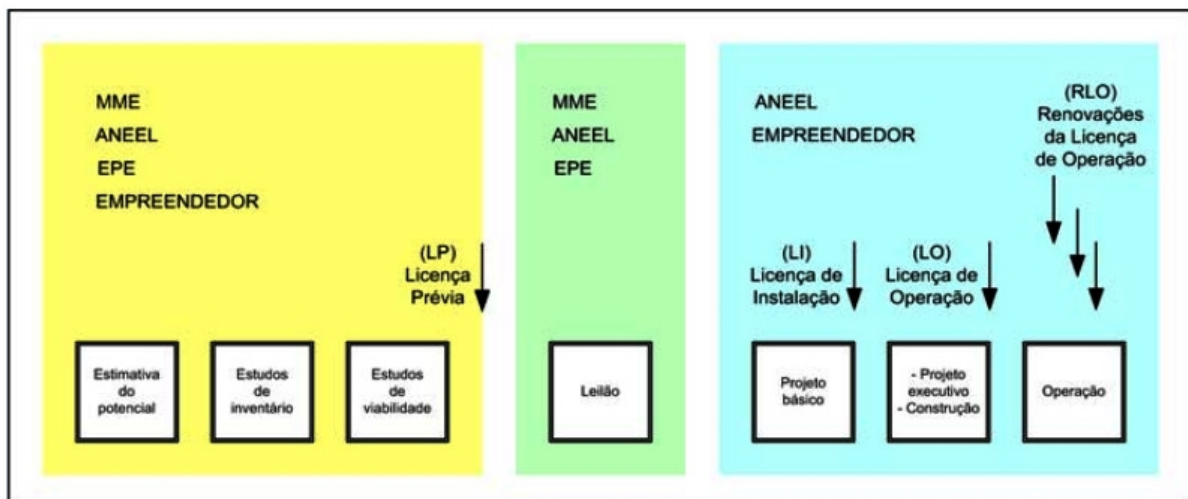 MME
ANEEL
EPE
EMPREENDEDOR
(LP)
Licença
Prévia
Estimativa
do
potencial
Estudos
de
inventário
Estudos
de
viabilidade
MME
ANEEL
EPE
Leilão
ANEEL
EMPREENDEDOR
(RLO)
Renovações
da Licença
de Operação
(LI)
Licença de
Instalação
(LO)
Licença de
Operação
Projeto
básico
- Projeto
executivo
- Construção
Operação